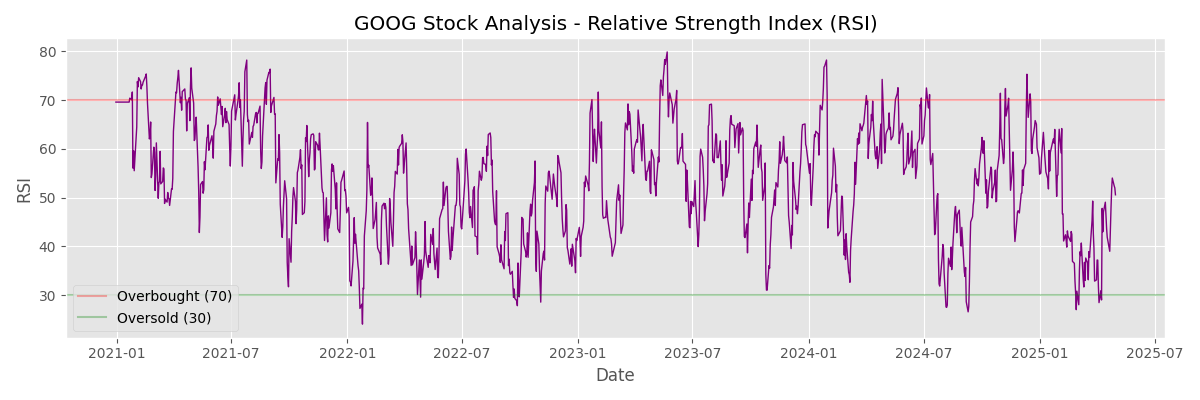 GOOG Stock Analysis - Relative Strength Index (RSI)
80
70
60
50
40
30
RSI
Overbought (70)
Oversold (30)
2021-01 2021-07 2022-01 2022-07 2023-01 2023-07 2024-01 2024-07 2025-01 2025-07
Date